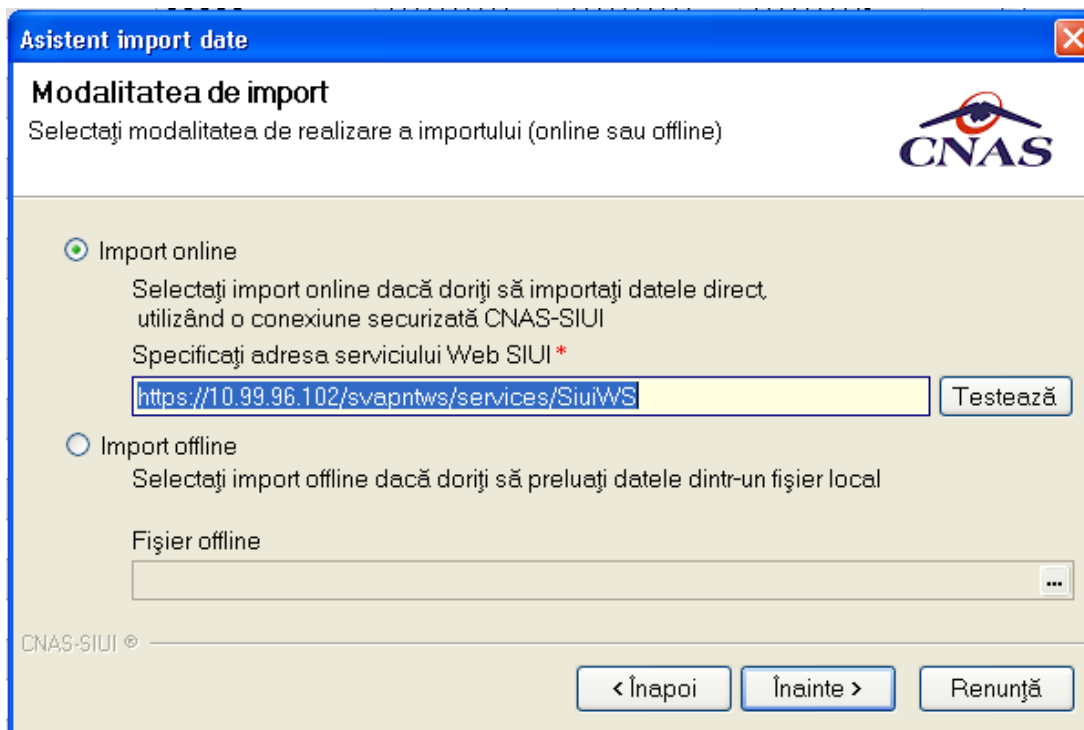 Asistent import date
Modalitatea de import
Selectaţi modalitatea de realizare a importului (online sau offline)
CNAS
Import online
Selectaţi import online dacă doriţi să importaţi datele direct,
utilizând o conexiune securizată CNAS-SIUI
Specificaţi adresa serviciului Web SIUI *
https://10.99.96.102/svapntws/services/SiuiWS
Testează
Import offline
Selectaţi import offline dacă doriţi să preluaţi datele dintr-un fişier local
Fişier offline
...
CNAS-SIUI ®
< Înapoi
Înainte >
Renunţă